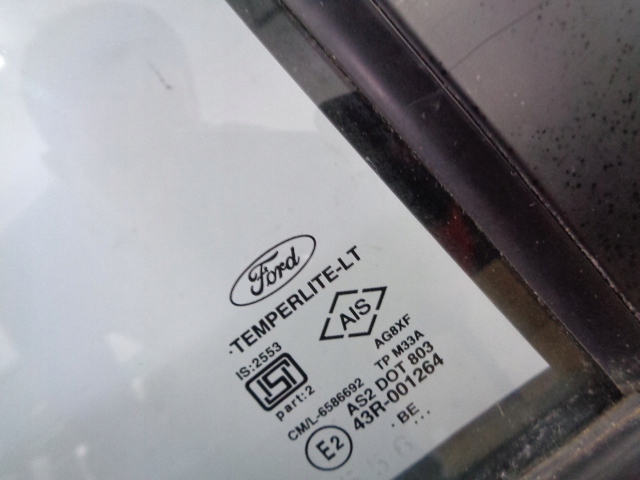 Ford
.TEMPERLITE-LT
AIS
IS:2553
ISI
part:2
AG8XF
CM/L-6586692 TP M33A
AS2 DOT 803
E2 43R-001264
. BE